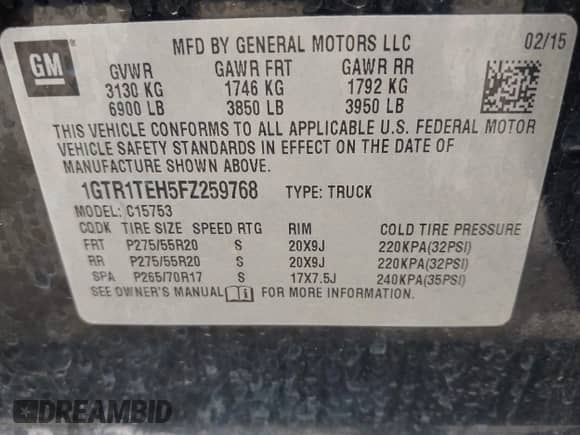 GM
®
MFD BY GENERAL MOTORS LLC 02/15
GVWR GAWR FRT GAWR RR
3130 KG 1746 KG 1792 KG
6900 LB 3850 LB 3950 LB
THIS VEHICLE CONFORMS TO ALL APPLICABLE U.S. FEDERAL MOTOR
VEHICLE SAFETY STANDARDS IN EFFECT ON THE DATE OF
MANUFACTURE SHOWN ABOVE.
1GTR1TEH5FZ259768 TYPE: TRUCK
MODEL: C15753
CQDK TIRE SIZE SPEED RTG RIM COLD TIRE PRESSURE
FRT P275/55R20 S 20X9J 220KPA(32PSI)
RR P275/55R20 S 20X9J 220KPA(32PSI)
SPA P265/70R17 S 17X7.5J 240KPA(35PSI)
SEE OWNER'S MANUAL FOR MORE INFORMATION.
DREAMBID